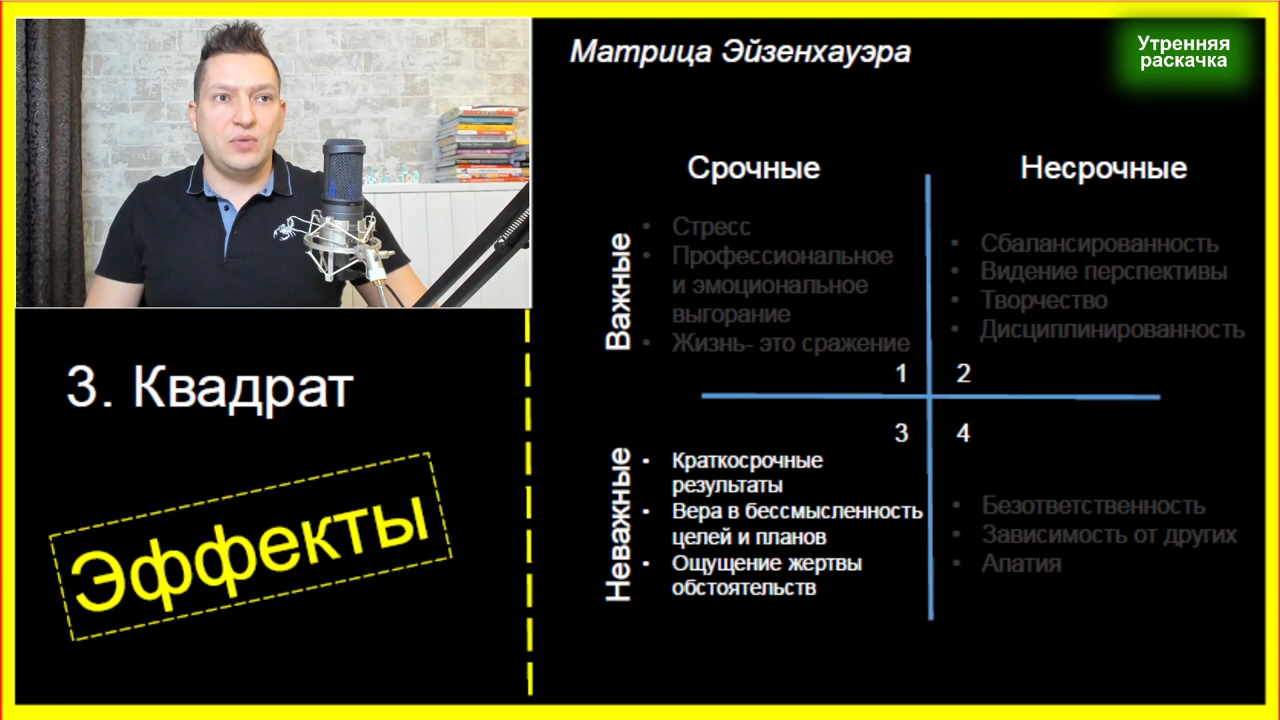 Матрица Эйзенхауэра
Утренняя
раскачка
Срочные
Несрочные
Важные
• Стресс
• Профессиональное
и эмоциональное
выгорание
• Жизнь- это сражение
• Сбалансированность
• Видение перспективы
• Творчество
• Дисциплинированность
1
2
3
4
Неважные
• Краткосрочные
результаты
• Вера в бессмысленность
целей и планов
• Ощущение жертвы
обстоятельств
• Безответственность
• Зависимость от других
• Апатия
3. Квадрат
Эффекты